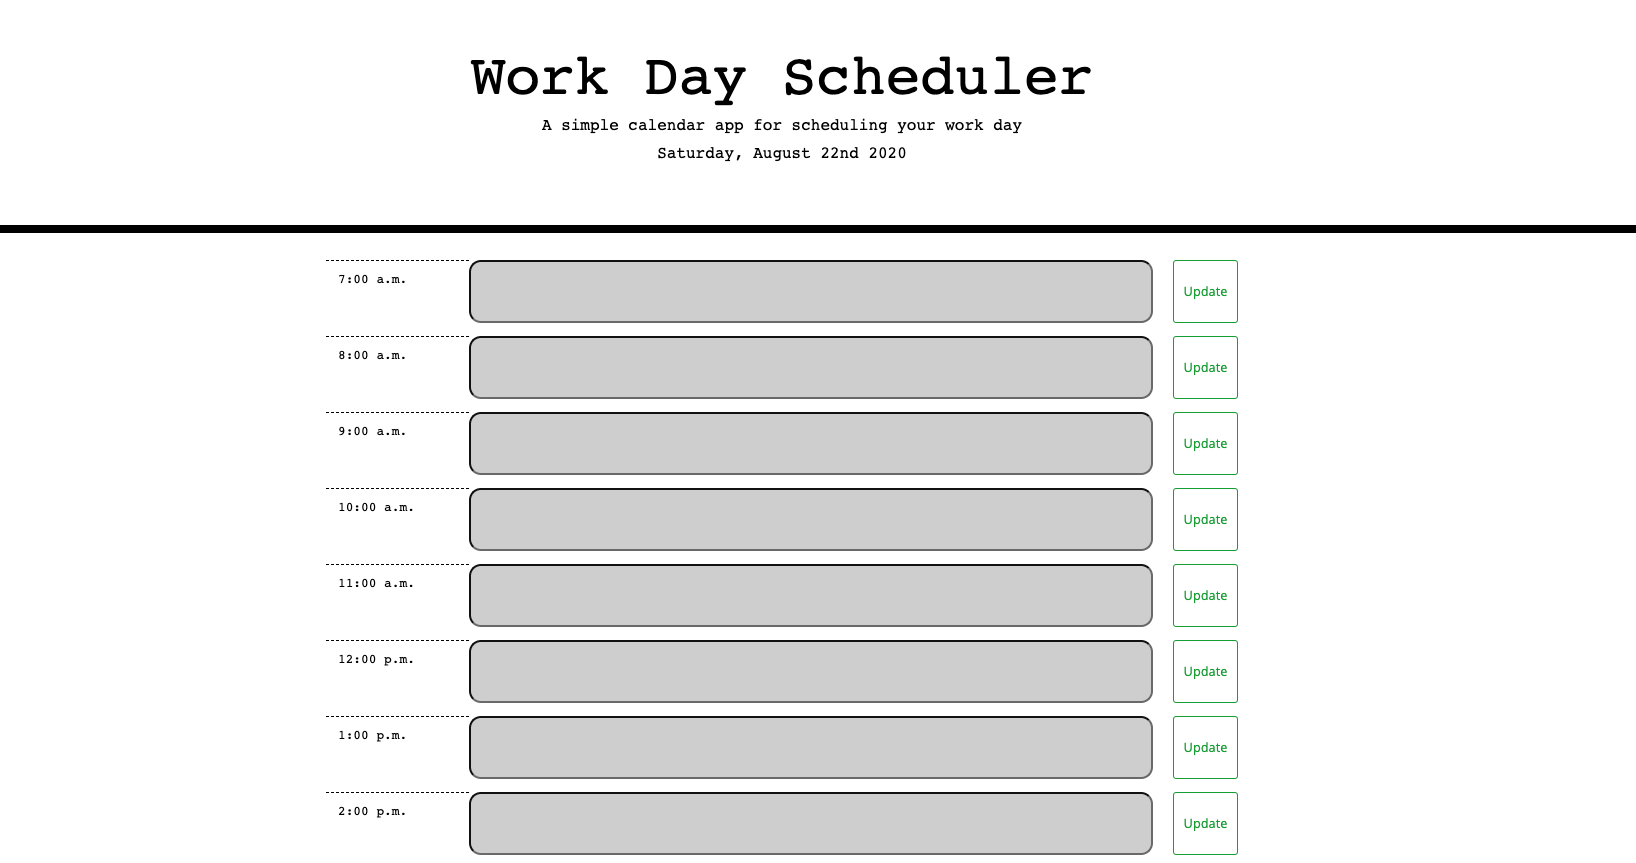 Work Day Scheduler
A simple calendar app for scheduling your work day
Saturday, August 22nd 2020
7:00 a.m. Update
8:00 a.m. Update
9:00 a.m. Update
10:00 a.m. Update
11:00 a.m. Update
12:00 p.m. Update
1:00 p.m. Update
2:00 p.m. Update